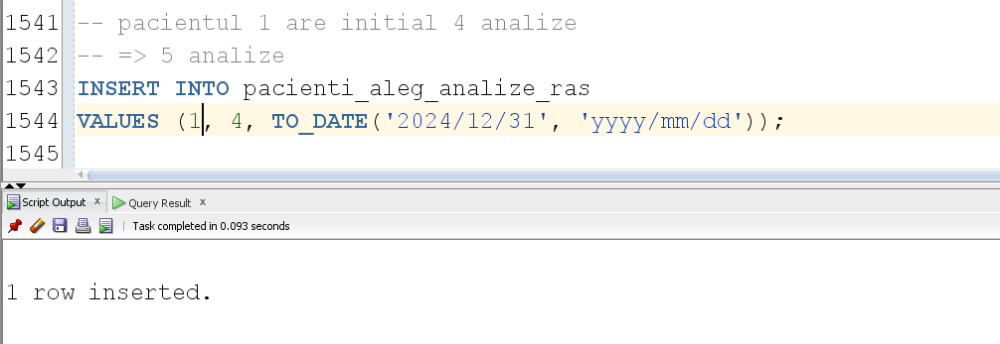 1541 -- pacientul 1 are initial 4 analize
1542 -- => 5 analize
1543 INSERT INTO pacienti_aleg_analize_ras
1544 VALUES (1, 4, TO_DATE('2024/12/31', 'yyyy/mm/dd'));
1545
Script Output x Query Result x
Task completed in 0.093 seconds
1 row inserted.